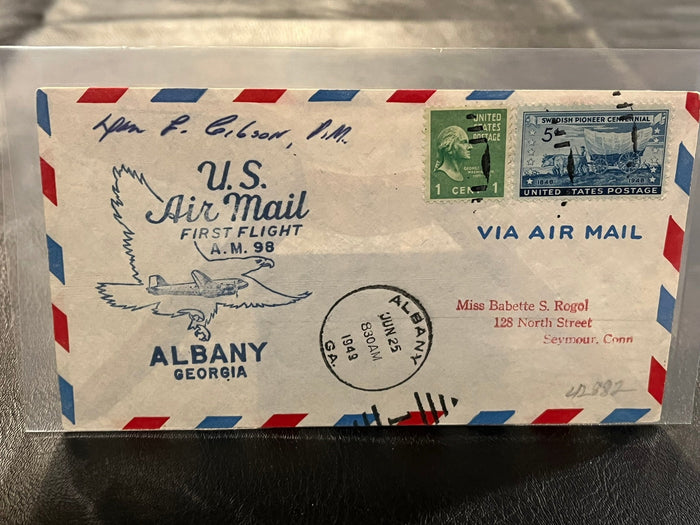 Gibson, P.M.
UNITED
STATES
POSTAGE
1 CENT
SWEDISH PIONEER CENTENNIAL
5¢
1848 1948
UNITED STATES POSTAGE
U.S.
Air Mail
FIRST FLIGHT
A.M. 98
VIA AIR MAIL
ALBANY
GEORGIA
ALBANY
JUN 25
830AM
1949
GA.
1
Miss Babette S. Rogol
128 North Street
Seymour, Conn
42882